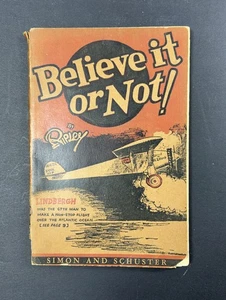 Believe it
or Not!
by
Ripley
LINDBERGH
WAS THE 67TH MAN TO
MAKE A NON-STOP FLIGHT
OVER THE ATLANTIC OCEAN
(SEE PAGE 8)
SIMON AND SCHUSTER